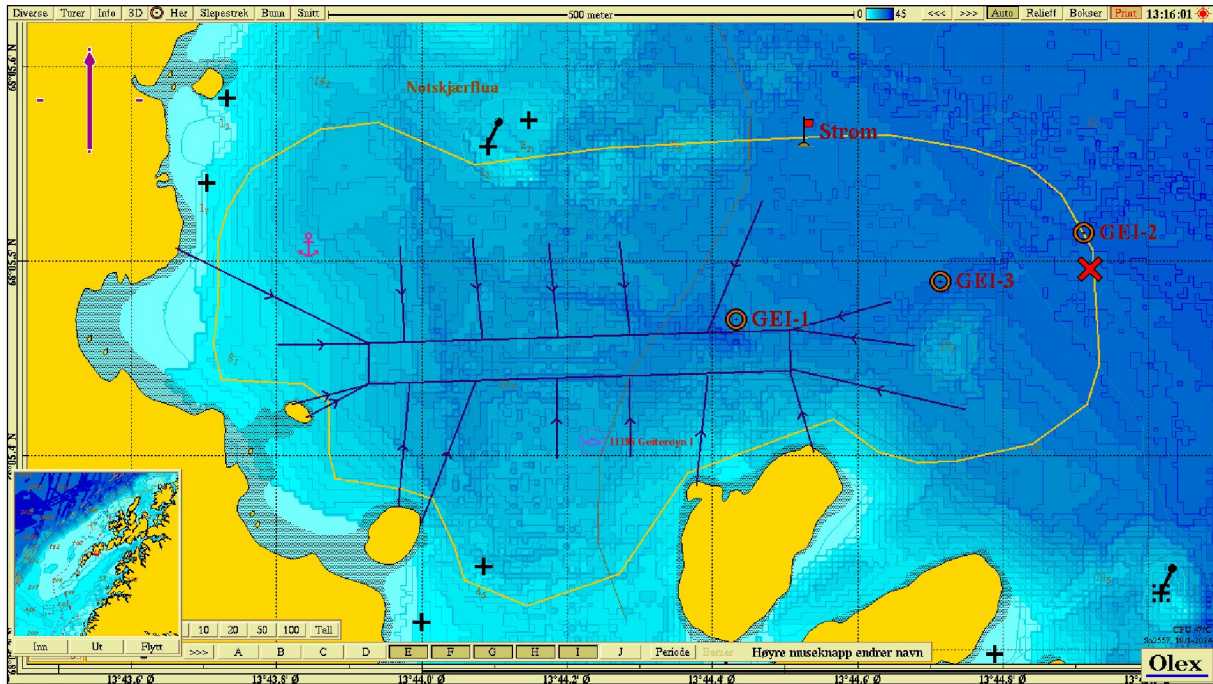 Diverse Turer Info 3D Her Slepestrek Bunn Snitt 500 meter 0 45 <<< >>> Auto Relieff Bokser Print 13:16:01
Nøtskjærflua
Strøm
GEI-2
GEI-3
GEI-1
11198 Geiterøya I
10 20 50 100 Tall
Inn Ut Flytt
>>> A B C D E F G H I J Periode Høyre museknapp endrer navn
Olex
13°43.6 Ø 13°43.8 Ø 13°44.0 Ø 13°44.2 Ø 13°44.4 Ø 13°44.6 Ø 13°44.8 Ø